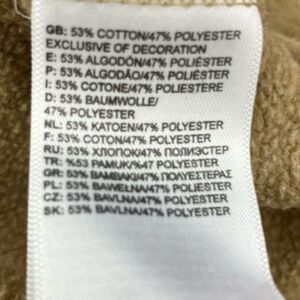 GB: 53% COTTON/47% POLYESTER
EXCLUSIVE OF DECORATION
E: 53% ALGODÓN/47% POLIÉSTER
P: 53% ALGODÃO/47% POLIÉSTER
I: 53% COTONE/47% POLIESTERE
D: 53% BAUMWOLLE/
47% POLYESTER
NL: 53% KATOEN/47% POLYESTER
F: 53% COTON/47% POLYESTER
RU: 53% ХЛОПОК/47% ПОЛИЭСТЕР
TR: %53 PAMUK/%47 POLYESTER
GR: 53% ΒΑΜΒΑΚΙ/47% ΠΟΛΥΕΣΤΕΡΑΣ
PL: 53% BAWEŁNA/47% POLIESTER
CZ: 53% BAVLNA/47% POLYESTER
SK: 53% BAVLNA/47% POLYESTER